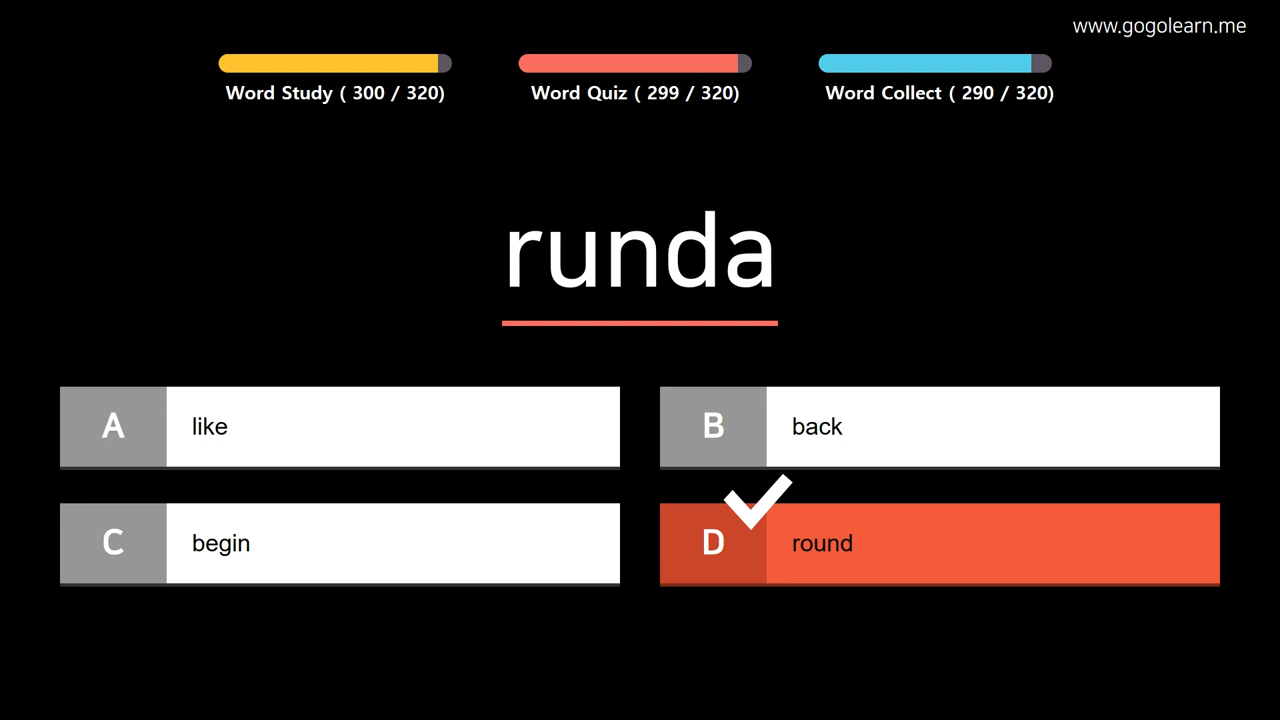 www.gogolearn.me
Word Study ( 300 / 320)
Word Quiz ( 299 / 320)
Word Collect ( 290 / 320)
runda
A like
B back
C begin
D round